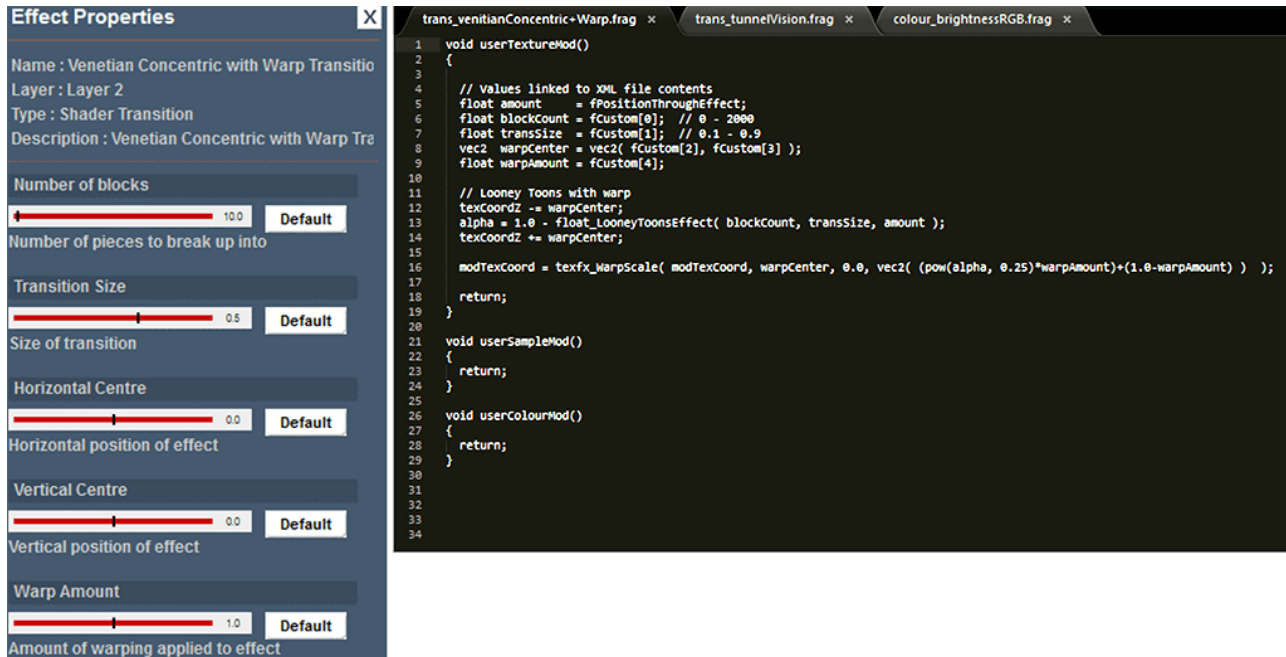 Effect Properties
X
Name : Venetian Concentric with Warp Transitio
Layer : Layer 2
Type : Shader Transition
Description : Venetian Concentric with Warp Tra
Number of blocks
10.0
Default
Number of pieces to break up into
Transition Size
0.5
Default
Size of transition
Horizontal Centre
0.0
Default
Horizontal position of effect
Vertical Centre
0.0
Default
Vertical position of effect
Warp Amount
1.0
Default
Amount of warping applied to effect
trans_venitianConcentric+Warp.frag × trans_tunnelVision.frag × colour_brightnessRGB.frag ×
1 void userTextureMod()
2 {
3
4 // Values linked to XML file contents
5 float amount = fPositionThroughEffect;
6 float blockCount = fCustom[0]; // 0 - 2000
7 float transSize = fCustom[1]; // 0.1 - 0.9
8 vec2 warpCenter = vec2( fCustom[2], fCustom[3] );
9 float warpAmount = fCustom[4];
10
11 // Looney Toons with warp
12 texCoordZ -= warpCenter;
13 alpha = 1.0 - float_LooneyToonsEffect( blockCount, transSize, amount );
14 texCoordZ += warpCenter;
15
16 modTexCoord = texfx_WarpScale( modTexCoord, warpCenter, 0.0, vec2( (pow(alpha, 0.25)*warpAmount)+(1.0-warpAmount) ) );
17
18 return;
19 }
20
21 void userSampleMod()
22 {
23 return;
24 }
25
26 void userColourMod()
27 {
28 return;
29 }
30
31
32
33
34